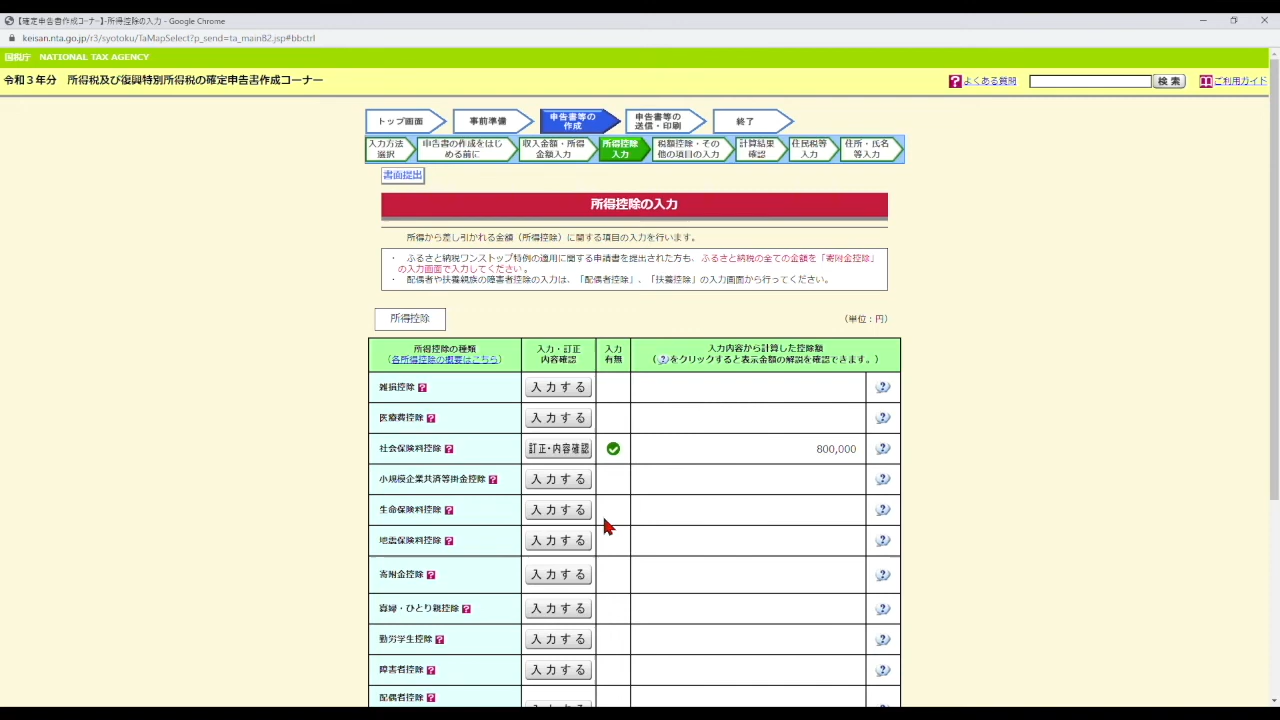 【確定申告書作成コーナー】-所得控除の入力 - Google Chrome
keisan.nta.go.jp/r3/syotoku/TaMapSelect?p_send=ta_main82.jsp#bbctrl
国税庁 NATIONAL TAX AGENCY
令和3年分 所得税及び復興特別所得税の確定申告書作成コーナー
よくある質問
検索
ご利用ガイド
トップ画面
事前準備
申告書等の
作成
申告書等の
送信・印刷
終了
入力方法
選択
申告書の作成をはじ
める前に
収入金額・所得
金額入力
所得控除
入力
税額控除・その
他の項目の入力
計算結果
確認
住民税等
入力
住所・氏名
等入力
書面提出
所得控除の入力
所得から差し引かれる金額（所得控除）に関する項目の入力を行います。
・ ふるさと納税ワンストップ特例の適用に関する申請書を提出された方も、ふるさと納税の全ての金額を「寄附金控除」
の入力画面で入力してください。
・ 配偶者や扶養親族の障害者控除の入力は、「配偶者控除」、「扶養控除」の入力画面から行ってください。
所得控除
（単位：円）
所得控除の種類
（各所得控除の概要はこちら）
入力・訂正
内容確認
入力
有無
入力内容から計算した控除額
（?をクリックすると表示金額の解説を確認できます。）
雑損控除 ? 入力する ?
医療費控除 ? 入力する ?
社会保険料控除 ? 訂正・内容確認 800,000 ?
小規模企業共済等掛金控除 ? 入力する ?
生命保険料控除 ? 入力する ?
地震保険料控除 ? 入力する ?
寄附金控除 ? 入力する ?
寡婦・ひとり親控除 ? 入力する ?
勤労学生控除 ? 入力する ?
障害者控除 ? 入力する ?
配偶者控除 ?